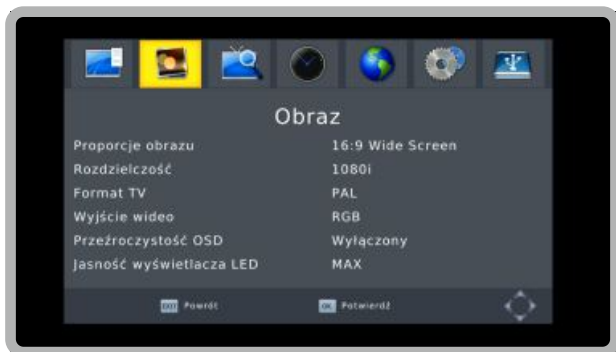 Obraz
Proporcje obrazu 16:9 Wide Screen
Rozdzielczość 1080i
Format TV PAL
Wyjście wideo RGB
Przeźroczystość OSD Wyłączony
Jasność wyświetlacza LED MAX
EXIT Powrót OK Potwierdź